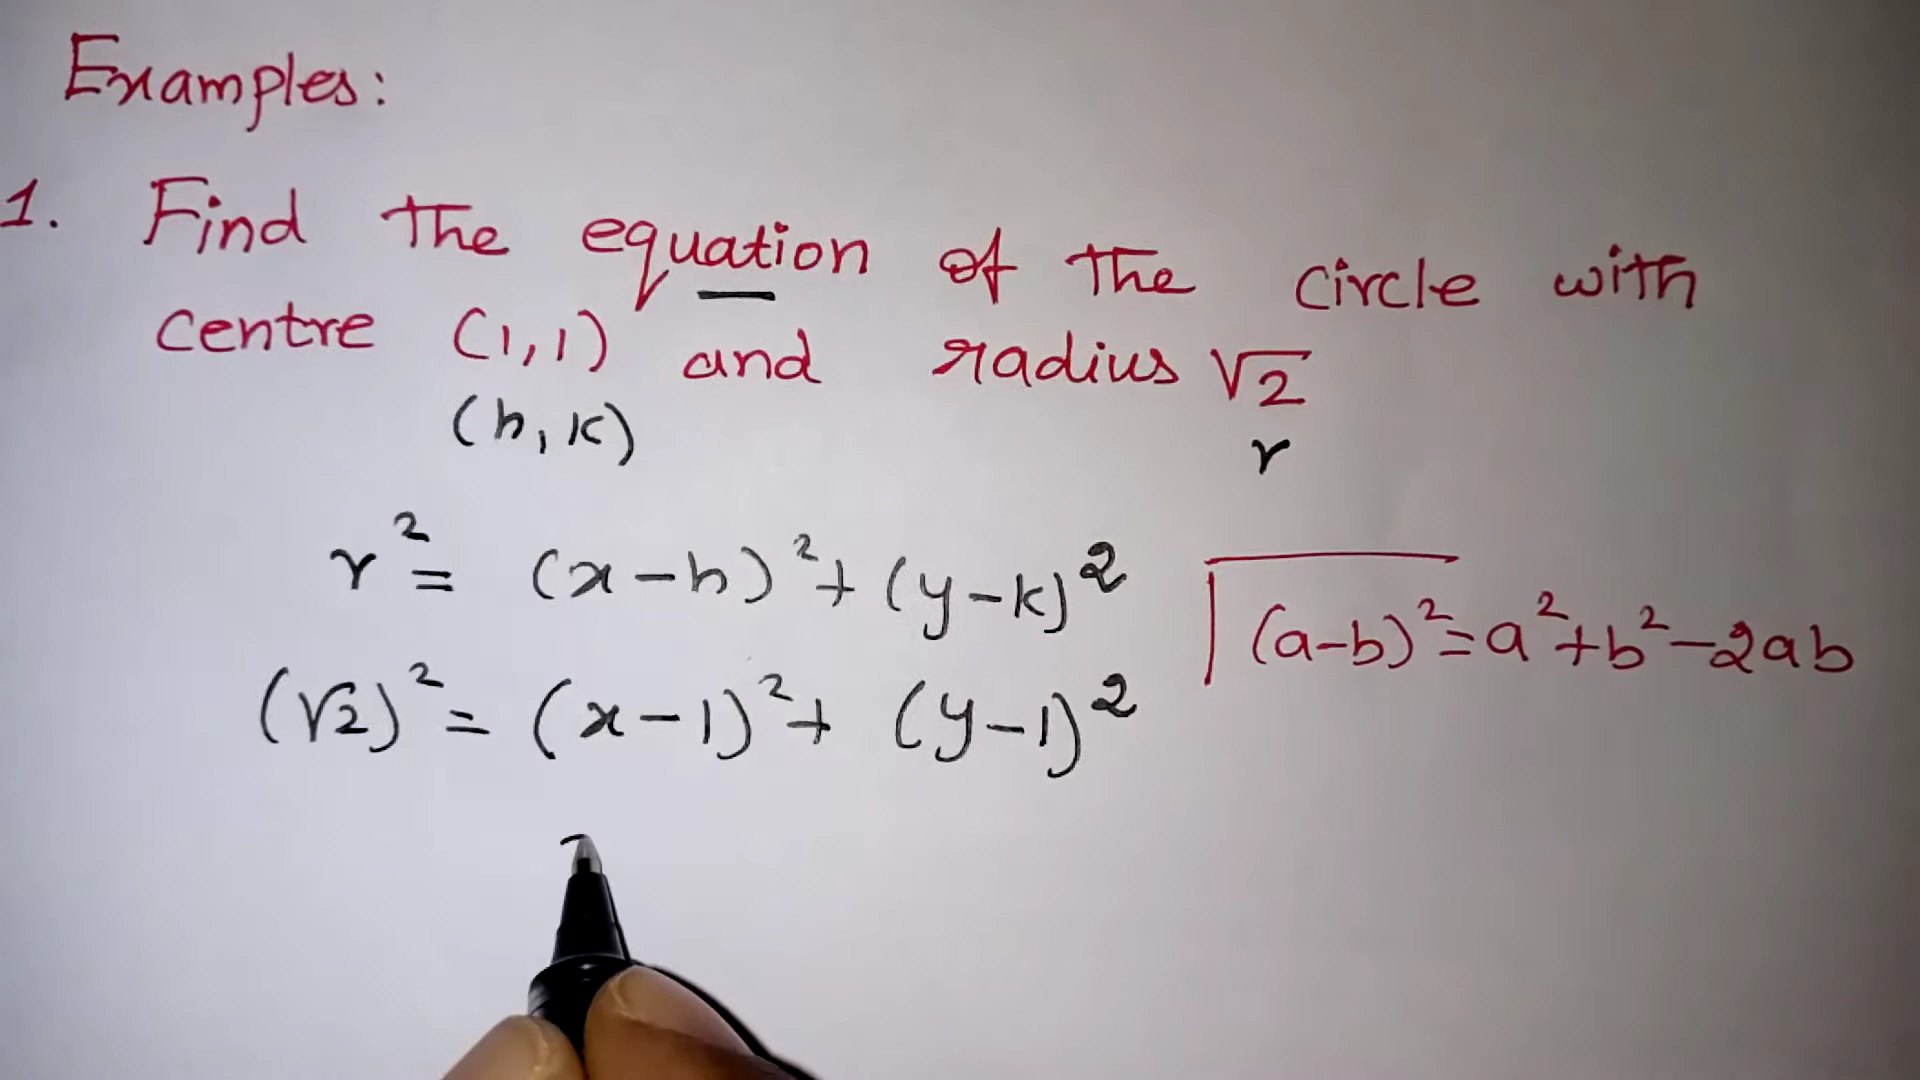 Examples:
1. Find the equation of the circle with
centre (1,1) and radius √2
(h,k) r
r² = (x-h)² + (y-k)²
(a-b)² = a² + b² - 2ab
(√2)² = (x-1)² + (y-1)²